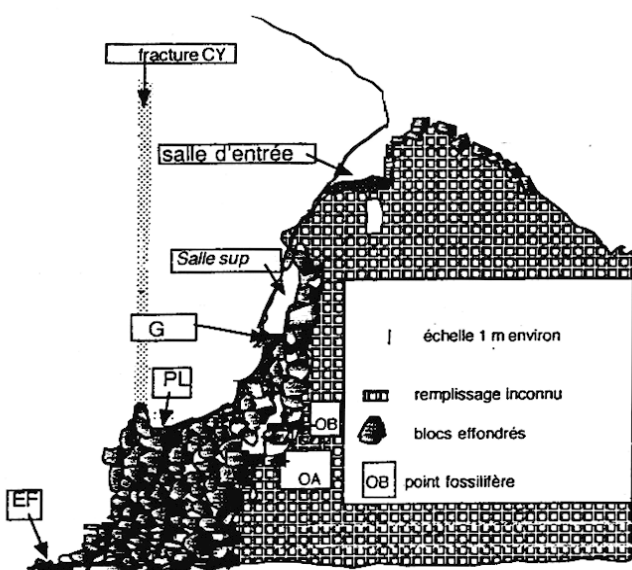 fracture CY
salle d'entrée
Salle sup
G
PL
OB
OA
EF
échelle 1 m environ
remplissage inconnu
blocs effondrés
OB point fossilifère